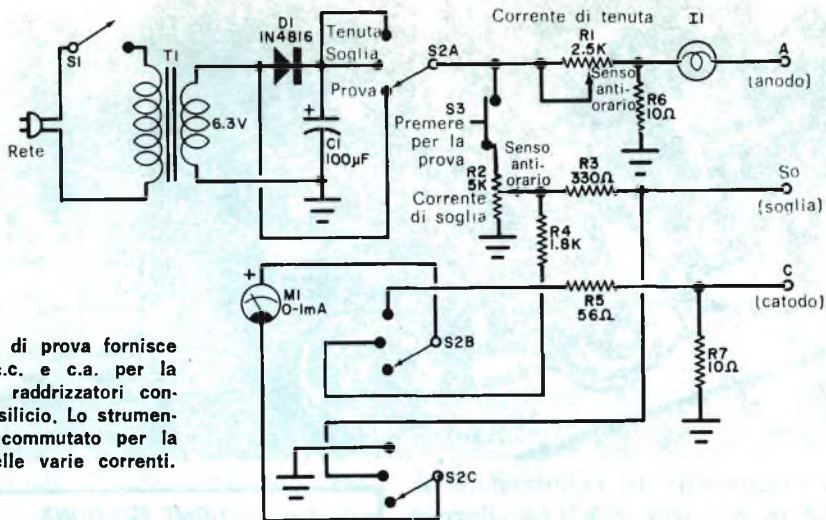 Corrente di tenuta
D1
1N4816
Tenuta
Soglia
Prova
S2A
R1
2.5K
I1
A
(anodo)
S1
T1
6.3V
Rete
+
C1
100µF
S3
Premere
per la
prova
Senso
anti-
orario
R6
10Ω
R2
5K
Corrente
di soglia
Senso
anti-
orario
R3
330Ω
So
(soglia)
R4
1.8K
+
M1
0-1mA
S2B
R5
56Ω
C
(catodo)
R7
10Ω
S2C
di prova fornisce
c.c. e c.a. per la
raddrizzatori con-
silicio. Lo strumen-
commutato per la
elle varie correnti.